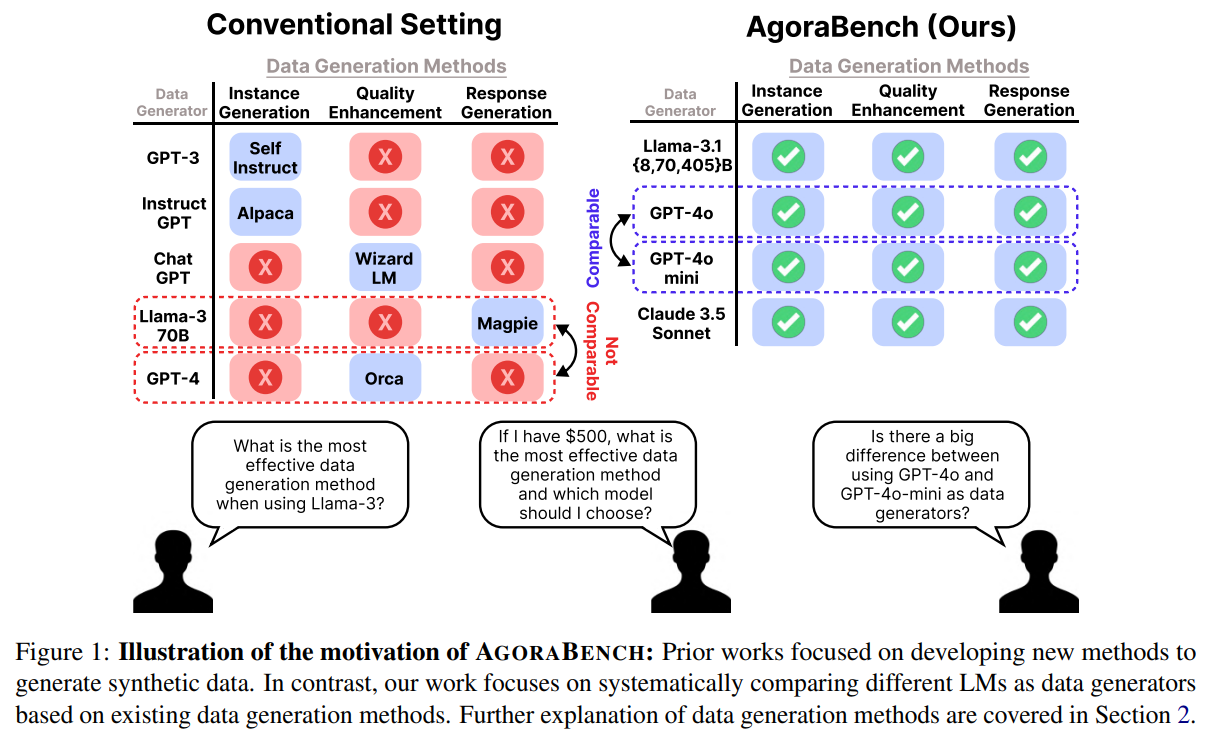 Conventional Setting
Data Generation Methods
Data
Generator
Instance
Generation
Quality
Enhancement
Response
Generation
GPT-3
Self
Instruct
X
X
Instruct
GPT
Alpaca
X
X
Chat
GPT
X
Wizard
LM
X
Llama-3
70B
X
X
Magpie
GPT-4
X
Orca
X
Not
Comparable
AgoraBench (Ours)
Data Generation Methods
Data
Generator
Instance
Generation
Quality
Enhancement
Response
Generation
Llama-3.1
{8,70,405}B
GPT-4o
GPT-4o
mini
Claude 3.5
Sonnet
Comparable
What is the most
effective data
generation method
when using Llama-3?
If I have $500, what is
the most effective data
generation method
and which model
should I choose?
Is there a big
difference between
using GPT-4o and
GPT-4o-mini as data
generators?
Figure 1: Illustration of the motivation of AGORABENCH: Prior works focused on developing new methods to
generate synthetic data. In contrast, our work focuses on systematically comparing different LMs as data generators
based on existing data generation methods. Further explanation of data generation methods are covered in Section 2.